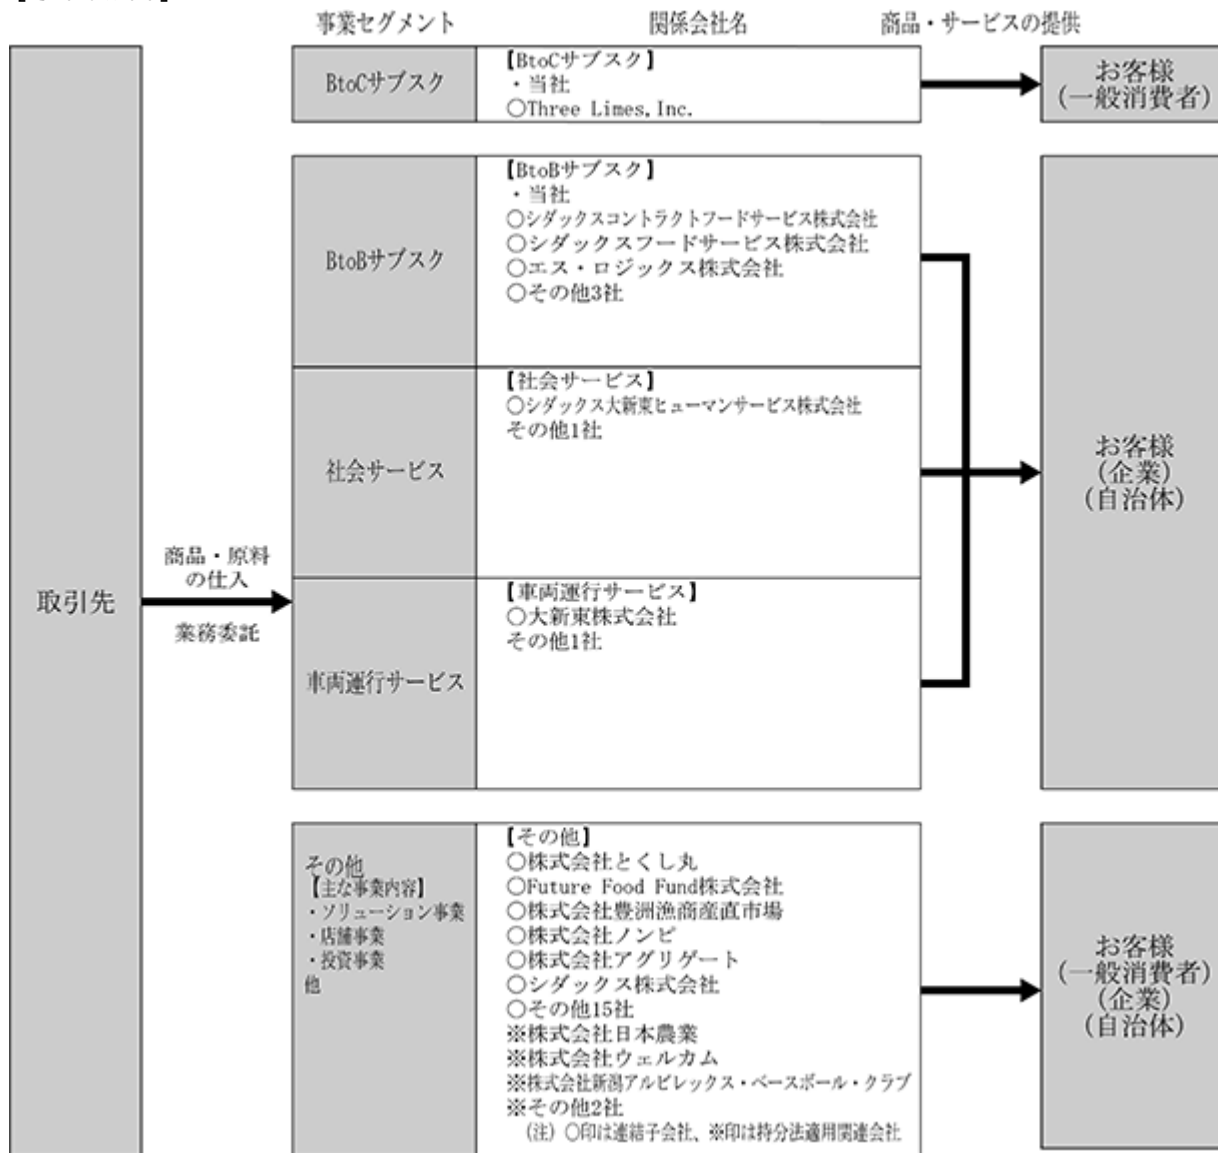 事業セグメント
関係会社名
商品・サービスの提供
取引先
商品・原料
の仕入
業務委託
BtoCサブスク
【BtoCサブスク】
・当社
○Three Limes,Inc.
お客様
(一般消費者)
BtoBサブスク
【BtoBサブスク】
・当社
○シダックスコントラクトフードサービス株式会社
○シダックスフードサービス株式会社
○エス・ロジックス株式会社
○その他3社
社会サービス
【社会サービス】
○シダックス大新東ヒューマンサービス株式会社
その他1社
車両運行サービス
【車両運行サービス】
○大新東株式会社
その他1社
お客様
(企業)
(自治体)
その他
【主な事業内容】
・ソリューション事業
・店舗事業
・投資事業
他
【その他】
○株式会社とくし丸
○Future Food Fund株式会社
○株式会社豊洲漁商産直市場
○株式会社ノンピ
○株式会社アグリゲート
○シダックス株式会社
○その他15社
※株式会社日本農業
※株式会社ウェルカム
※株式会社新潟アルビレックス・ベースボール・クラブ
※その他2社
(注) ○印は連結子会社、※印は持分法適用関連会社
お客様
(一般消費者)
(企業)
(自治体)